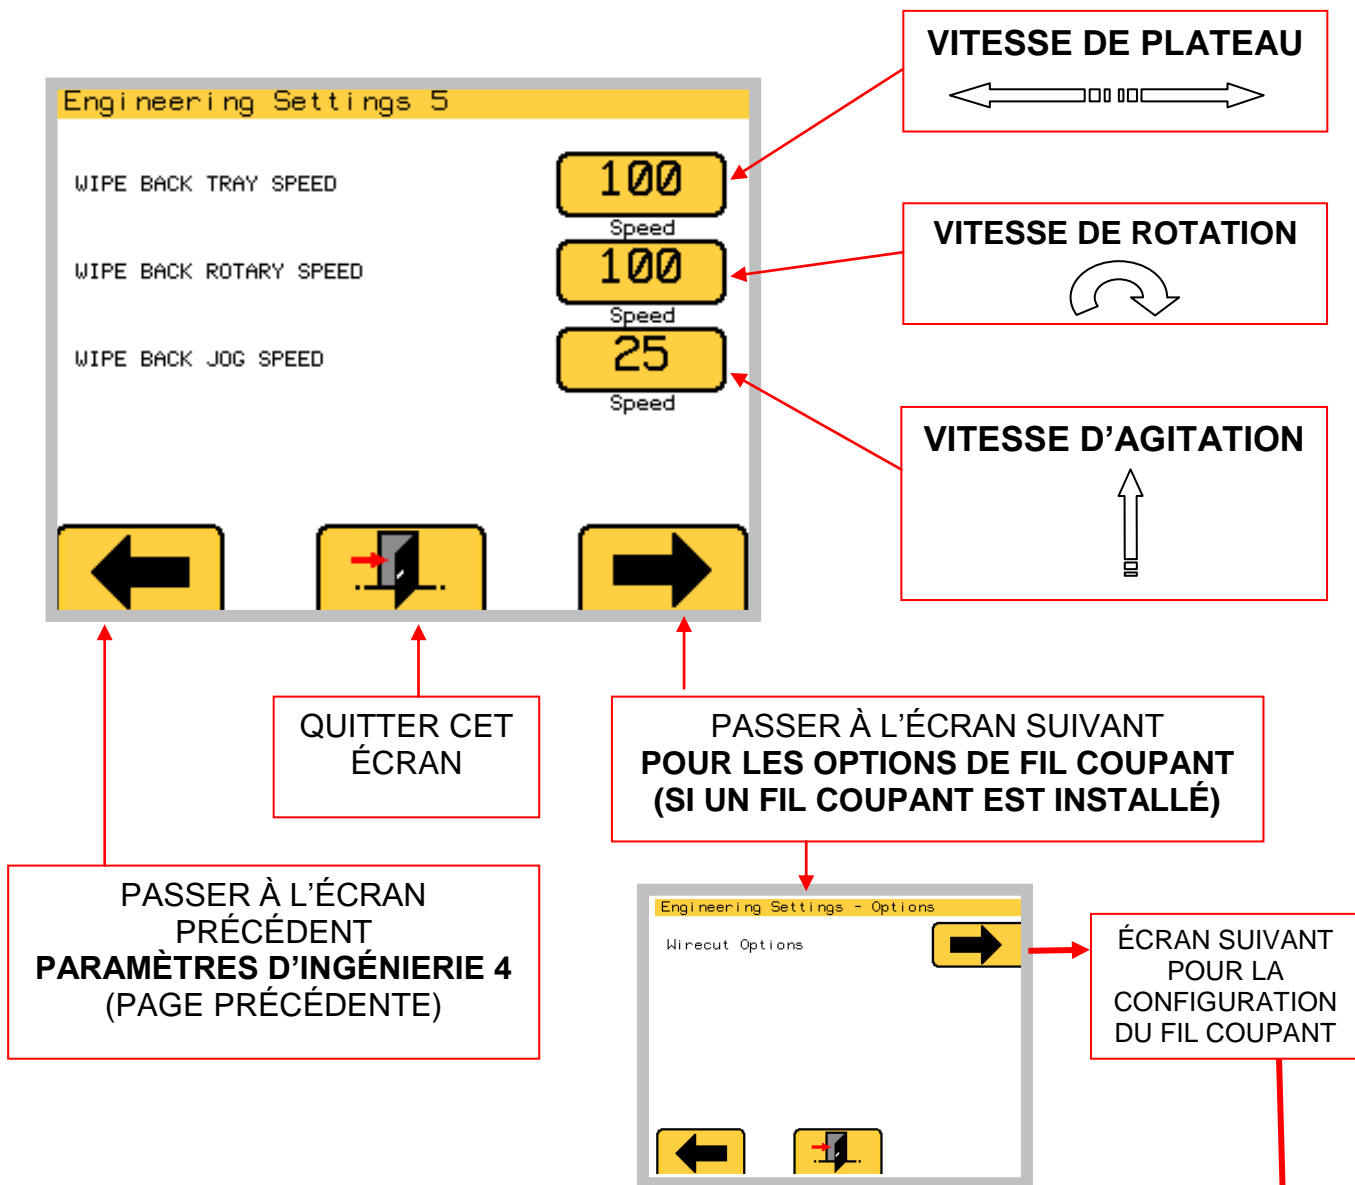 VITESSE DE PLATEAU
Engineering Settings 5
WIPE BACK TRAY SPEED
100
Speed
VITESSE DE ROTATION
WIPE BACK ROTARY SPEED
100
Speed
WIPE BACK JOG SPEED
25
Speed
VITESSE D’AGITATION
QUITTER CET
ÉCRAN
PASSER À L’ÉCRAN SUIVANT
POUR LES OPTIONS DE FIL COUPANT
(SI UN FIL COUPANT EST INSTALLÉ)
PASSER À L’ÉCRAN
PRÉCÉDENT
PARAMÈTRES D’INGÉNIERIE 4
(PAGE PRÉCÉDENTE)
Engineering Settings - Options
Wirecut Options
ÉCRAN SUIVANT
POUR LA
CONFIGURATION
DU FIL COUPANT